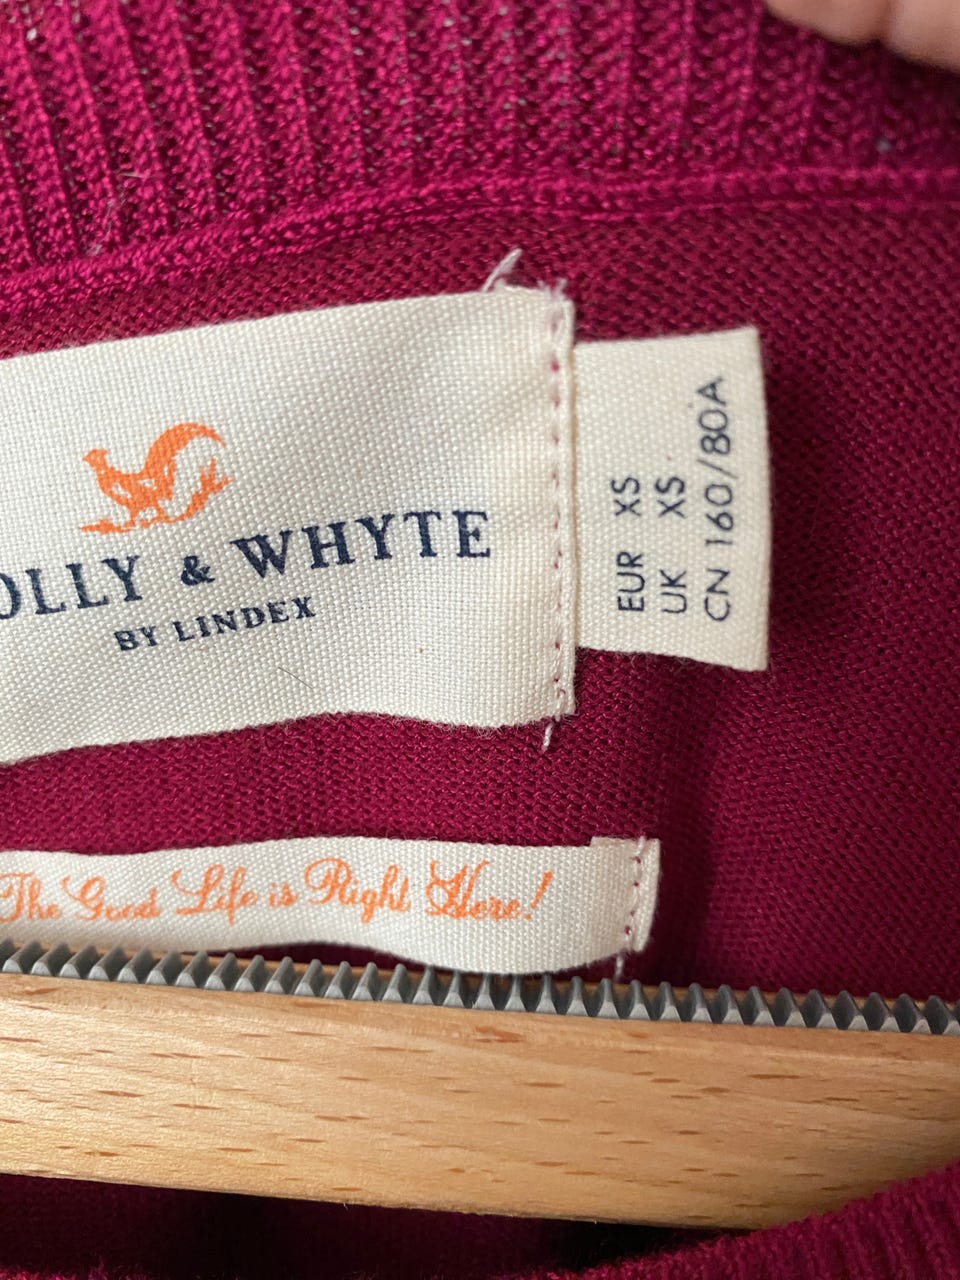 OLLY & WHYTE
BY LINDEX
EUR XS
UK XS
CN 160/80A
The Good Life is Right Here!